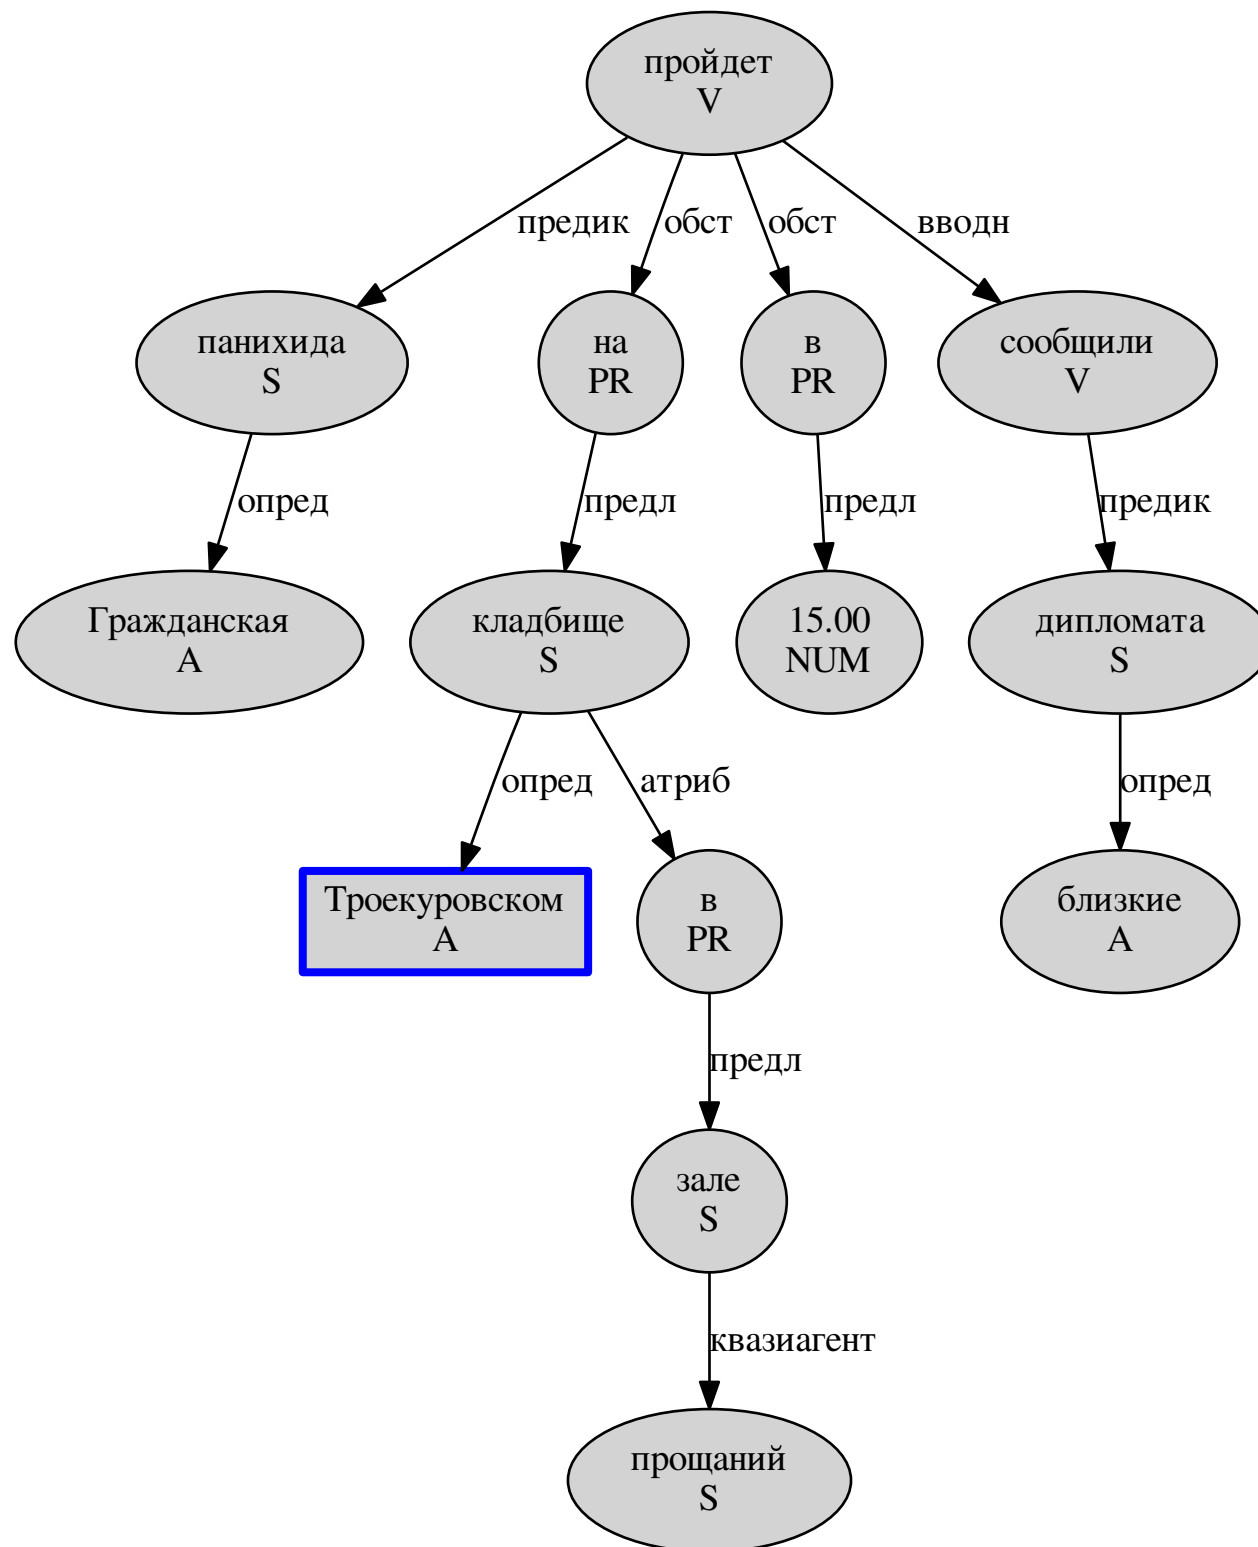 пройдет
V
предик
обст
обст
вводн
панихида
S
на
PR
в
PR
сообщили
V
опред
предл
предл
предик
Гражданская
A
кладбище
S
15.00
NUM
дипломата
S
опред
атриб
опред
Троекуровском
A
в
PR
близкие
A
предл
зале
S
квазиагент
прощаний
S